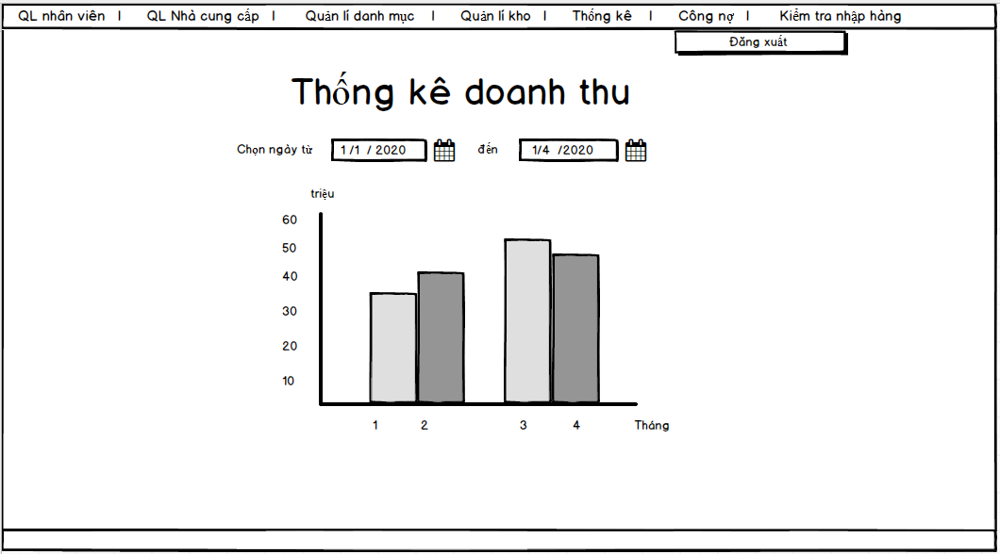 QL nhân viên I QL Nhà cung cấp I Quản lí danh mục I Quản lí kho I Thống kê I Công nợ I Kiểm tra nhập hàng
Đăng xuất
Thống kê doanh thu
Chọn ngày từ 1 /1 / 2020 đến 1/4 /2020
triệu
60
50
40
30
20
10
1 2 3 4 Tháng